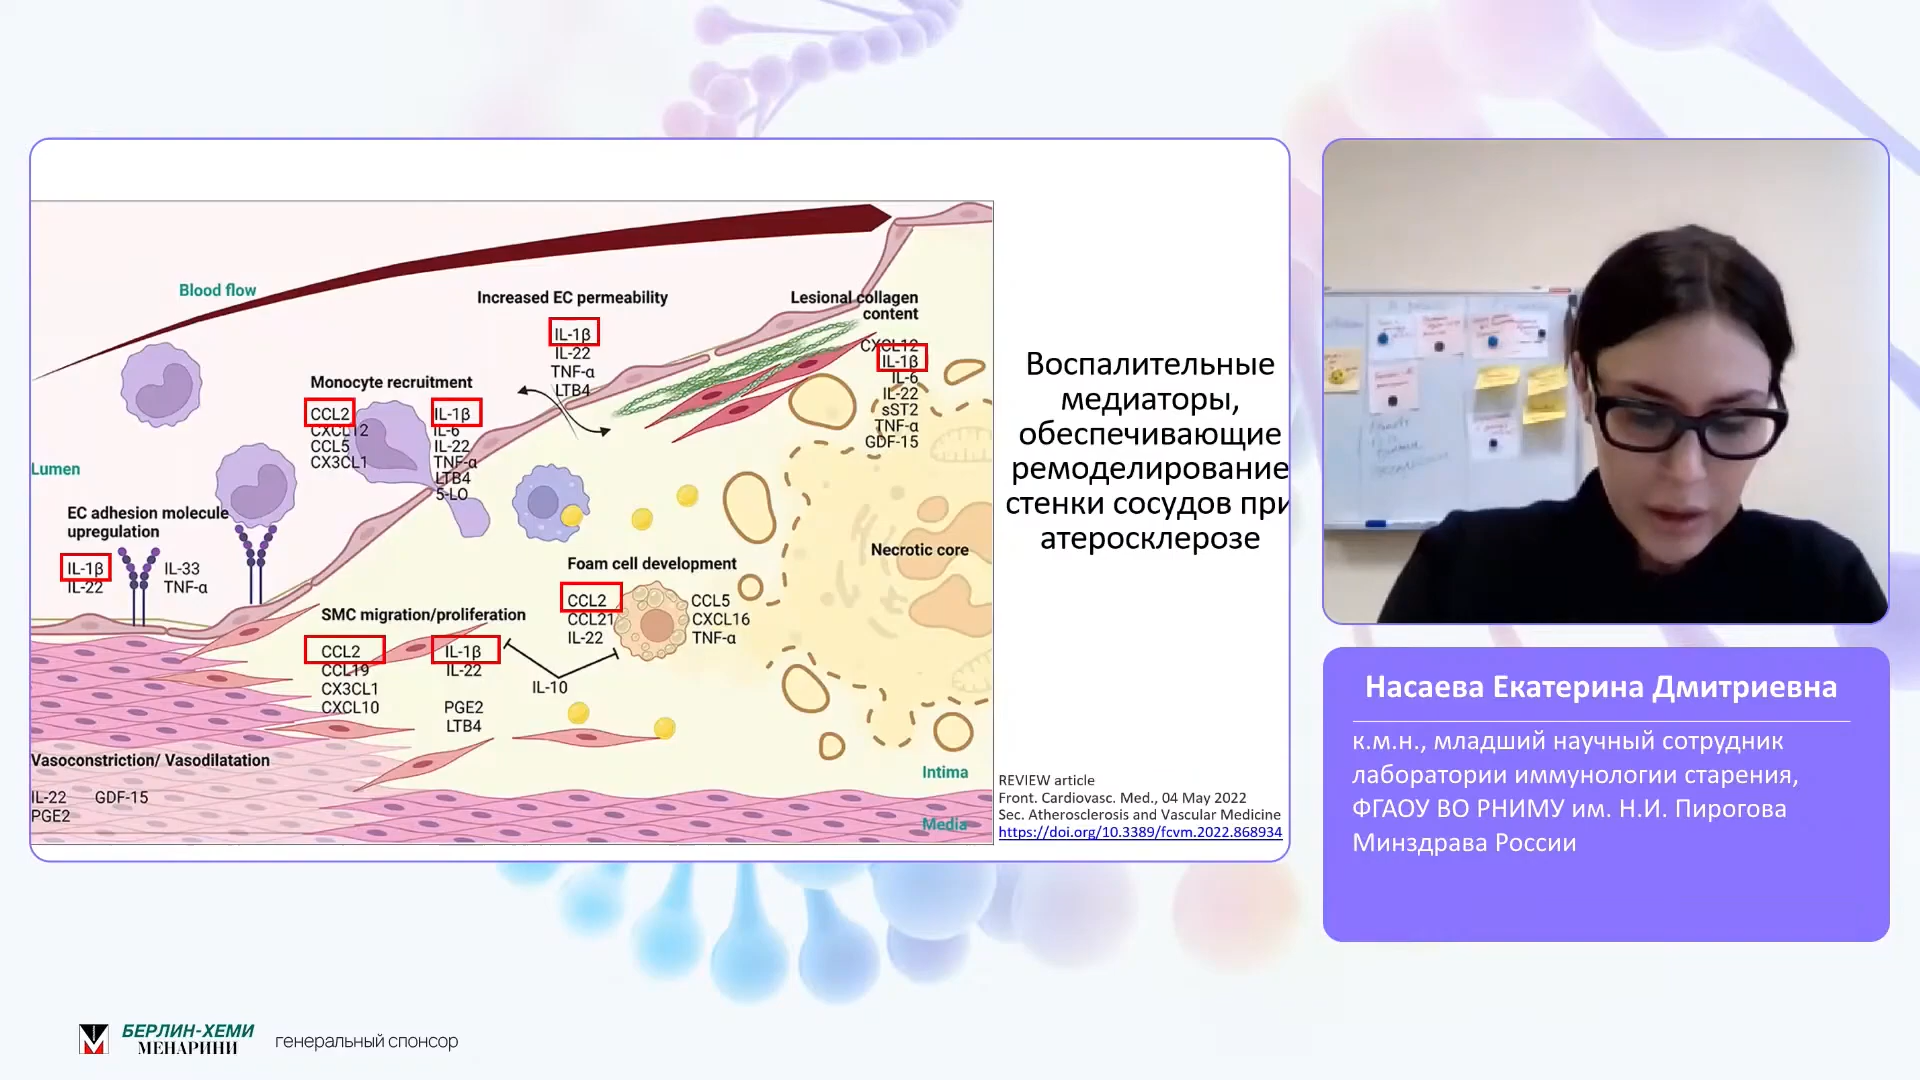 Blood flow
Increased EC permeability
IL-1β
IL-22
TNF-α
LTB4
Lesional collagen
content
CXCL12
IL-1β
IL-6
IL-22
sST2
TNF-α
GDF-15
Monocyte recruitment
CCL2
CXCL12
CCL5
CX3CL1
IL-1β
IL-6
IL-22
TNF-α
LTB4
5-LO
Lumen
EC adhesion molecule
upregulation
IL-1β
IL-22
IL-33
TNF-α
Foam cell development
CCL2
CCL21
IL-22
CCL5
CXCL16
TNF-α
Necrotic core
SMC migration/proliferation
CCL2
CCL19
CX3CL1
CXCL10
IL-1β
IL-22
PGE2
LTB4
IL-10
Vasoconstriction/ Vasodilatation
IL-22 GDF-15
PGE2
Intima
Media
Воспалительные
медиаторы,
обеспечивающие
ремоделирование
стенки сосудов при
атеросклерозе
REVIEW article
Front. Cardiovasc. Med., 04 May 2022
Sec. Atherosclerosis and Vascular Medicine
https://doi.org/10.3389/fcvm.2022.868934
Насаева Екатерина Дмитриевна
к.м.н., младший научный сотрудник
лаборатории иммунологии старения,
ФГАОУ ВО РНИМУ им. Н.И. Пирогова
Минздрава России
БЕРЛИН-ХЕМИ
МЕНАРИНИ
генеральный спонсор